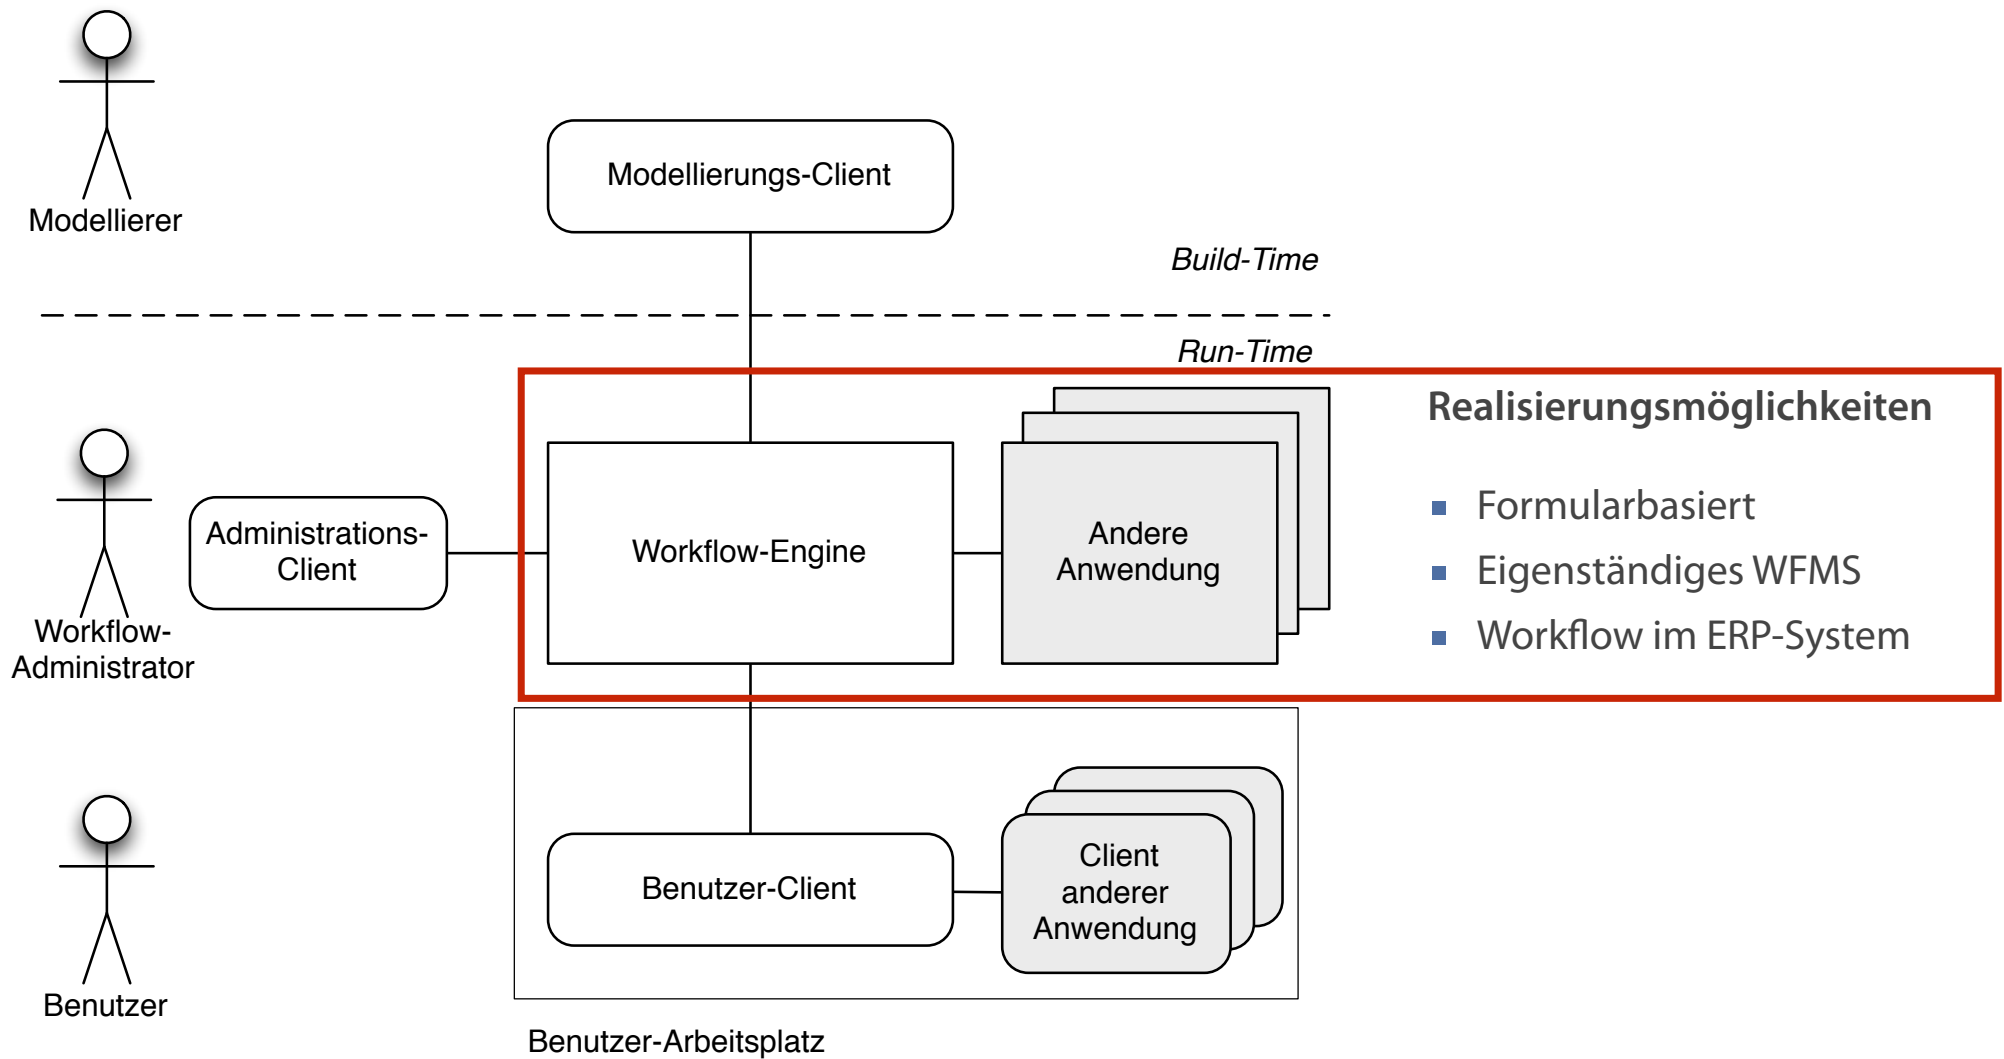 Modellierer
Modellierungs-Client
Build-Time
Run-Time
Workflow-
Administrator
Administrations-
Client
Workflow-Engine
Andere
Anwendung
Realisierungsmöglichkeiten
Formularbasiert
Eigenständiges WFMS
Workflow im ERP-System
Benutzer
Benutzer-Client
Client
anderer
Anwendung
Benutzer-Arbeitsplatz